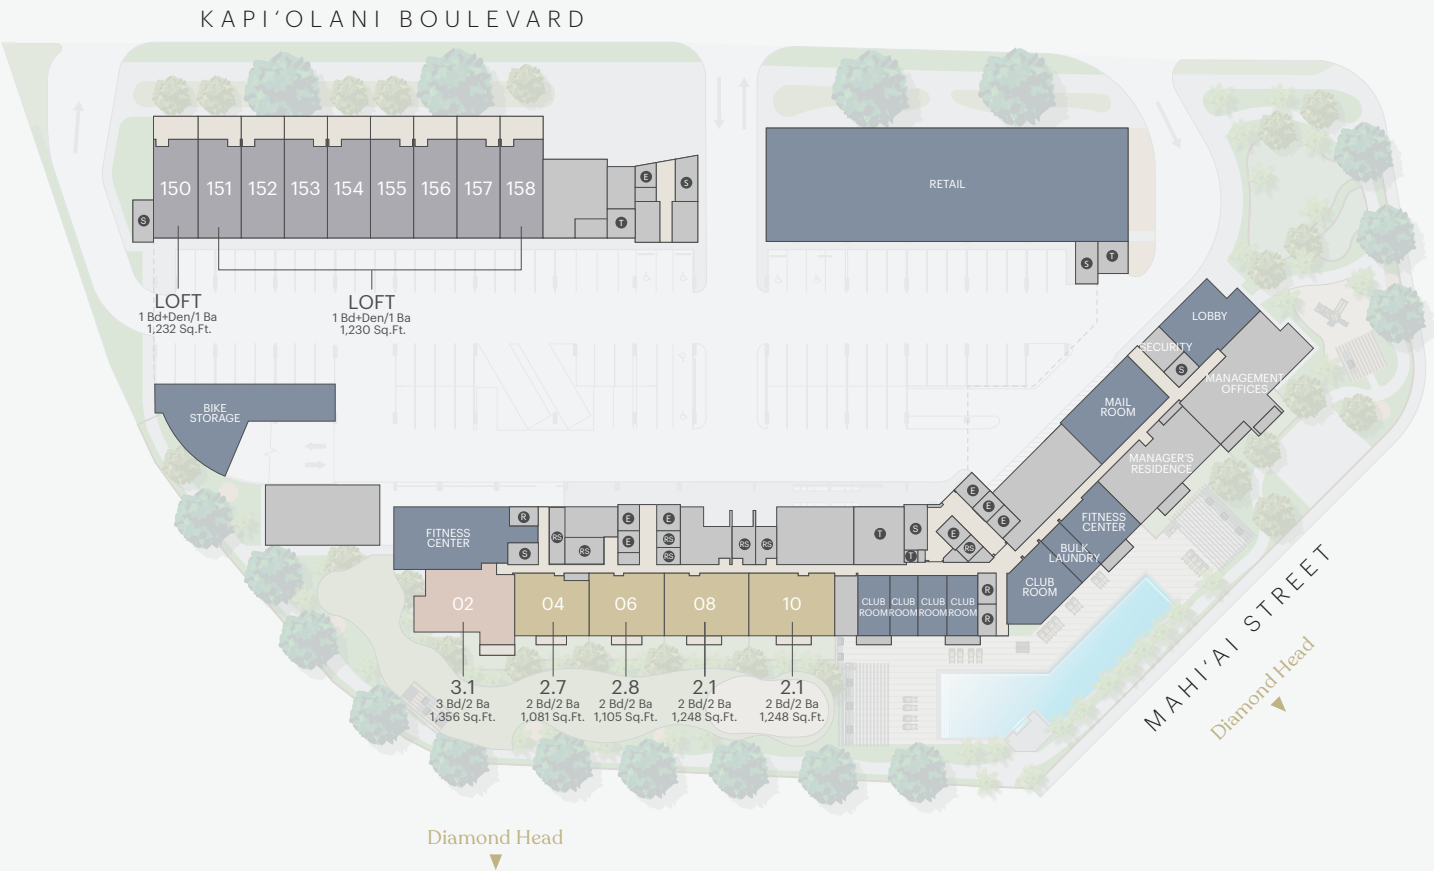 KAPIʻOLANI BOULEVARD
150 151 152 153 154 155 156 157 158
E
S
S
T
RETAIL
S
T
LOFT
1 Bd+Den/1 Ba
1,232 Sq.Ft.
LOFT
1 Bd+Den/1 Ba
1,230 Sq.Ft.
LOBBY
SECURITY
S
MANAGEMENT
OFFICES
BIKE
STORAGE
MAIL
ROOM
MANAGER'S
RESIDENCE
FITNESS
CENTER
BULK
LAUNDRY
CLUB
ROOM
E
E
E
E
RS
FITNESS
CENTER
R
S
RS
RS
E
E
E
RS
RS
RS
RS
T
S
T
02
04
06
08
10
CLUB
ROOM
CLUB
ROOM
CLUB
ROOM
CLUB
ROOM
R
R
3.1
3 Bd/2 Ba
1,356 Sq.Ft.
2.7
2 Bd/2 Ba
1,081 Sq.Ft.
2.8
2 Bd/2 Ba
1,105 Sq.Ft.
2.1
2 Bd/2 Ba
1,248 Sq.Ft.
2.1
2 Bd/2 Ba
1,248 Sq.Ft.
MAHIʻAI STREET
Diamond Head
Diamond Head